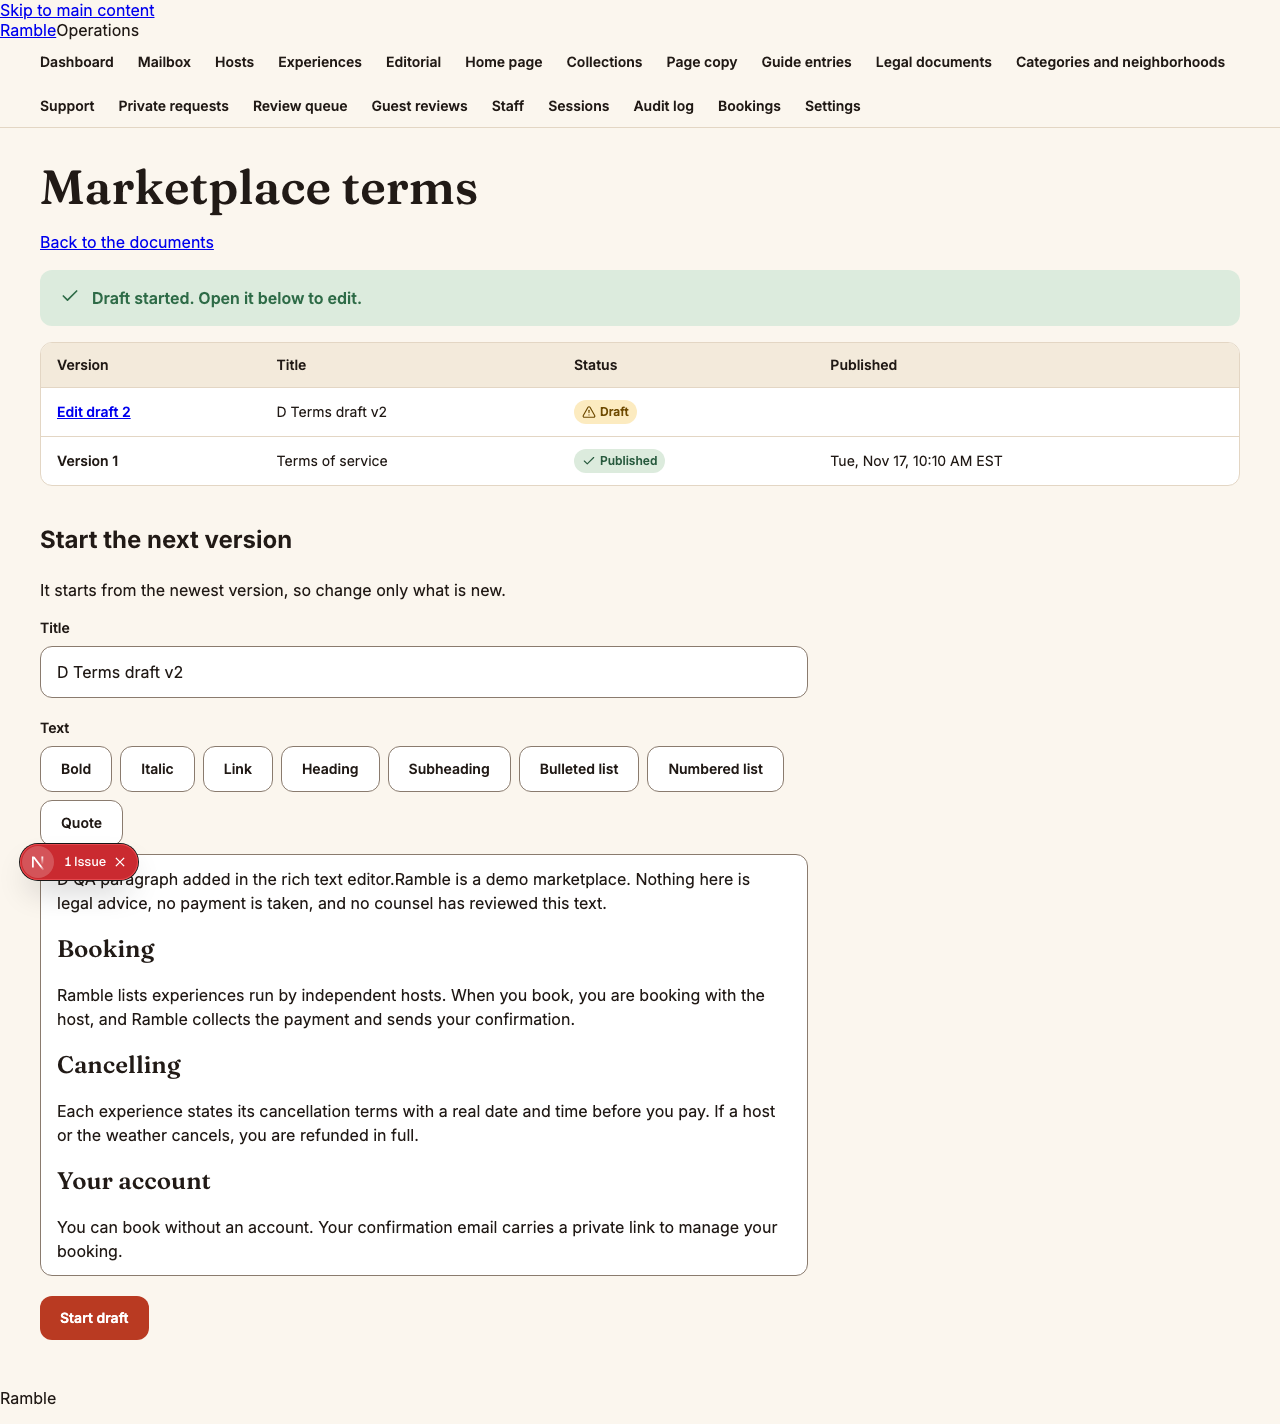 Skip to main content
RambleOperations
Dashboard Mailbox Hosts Experiences Editorial Home page Collections Page copy Guide entries Legal documents Categories and neighborhoods
Support Private requests Review queue Guest reviews Staff Sessions Audit log Bookings Settings
Marketplace terms
Back to the documents
Draft started. Open it below to edit.
Version Title Status Published
Edit draft 2 D Terms draft v2 Draft
Version 1 Terms of service Published Tue, Nov 17, 10:10 AM EST
Start the next version
It starts from the newest version, so change only what is new.
Title
D Terms draft v2
Text
Bold Italic Link Heading Subheading Bulleted list Numbered list
Quote
1 Issue
D QA paragraph added in the rich text editor.Ramble is a demo marketplace. Nothing here is
legal advice, no payment is taken, and no counsel has reviewed this text.
Booking
Ramble lists experiences run by independent hosts. When you book, you are booking with the
host, and Ramble collects the payment and sends your confirmation.
Cancelling
Each experience states its cancellation terms with a real date and time before you pay. If a host
or the weather cancels, you are refunded in full.
Your account
You can book without an account. Your confirmation email carries a private link to manage your
booking.
Start draft
Ramble